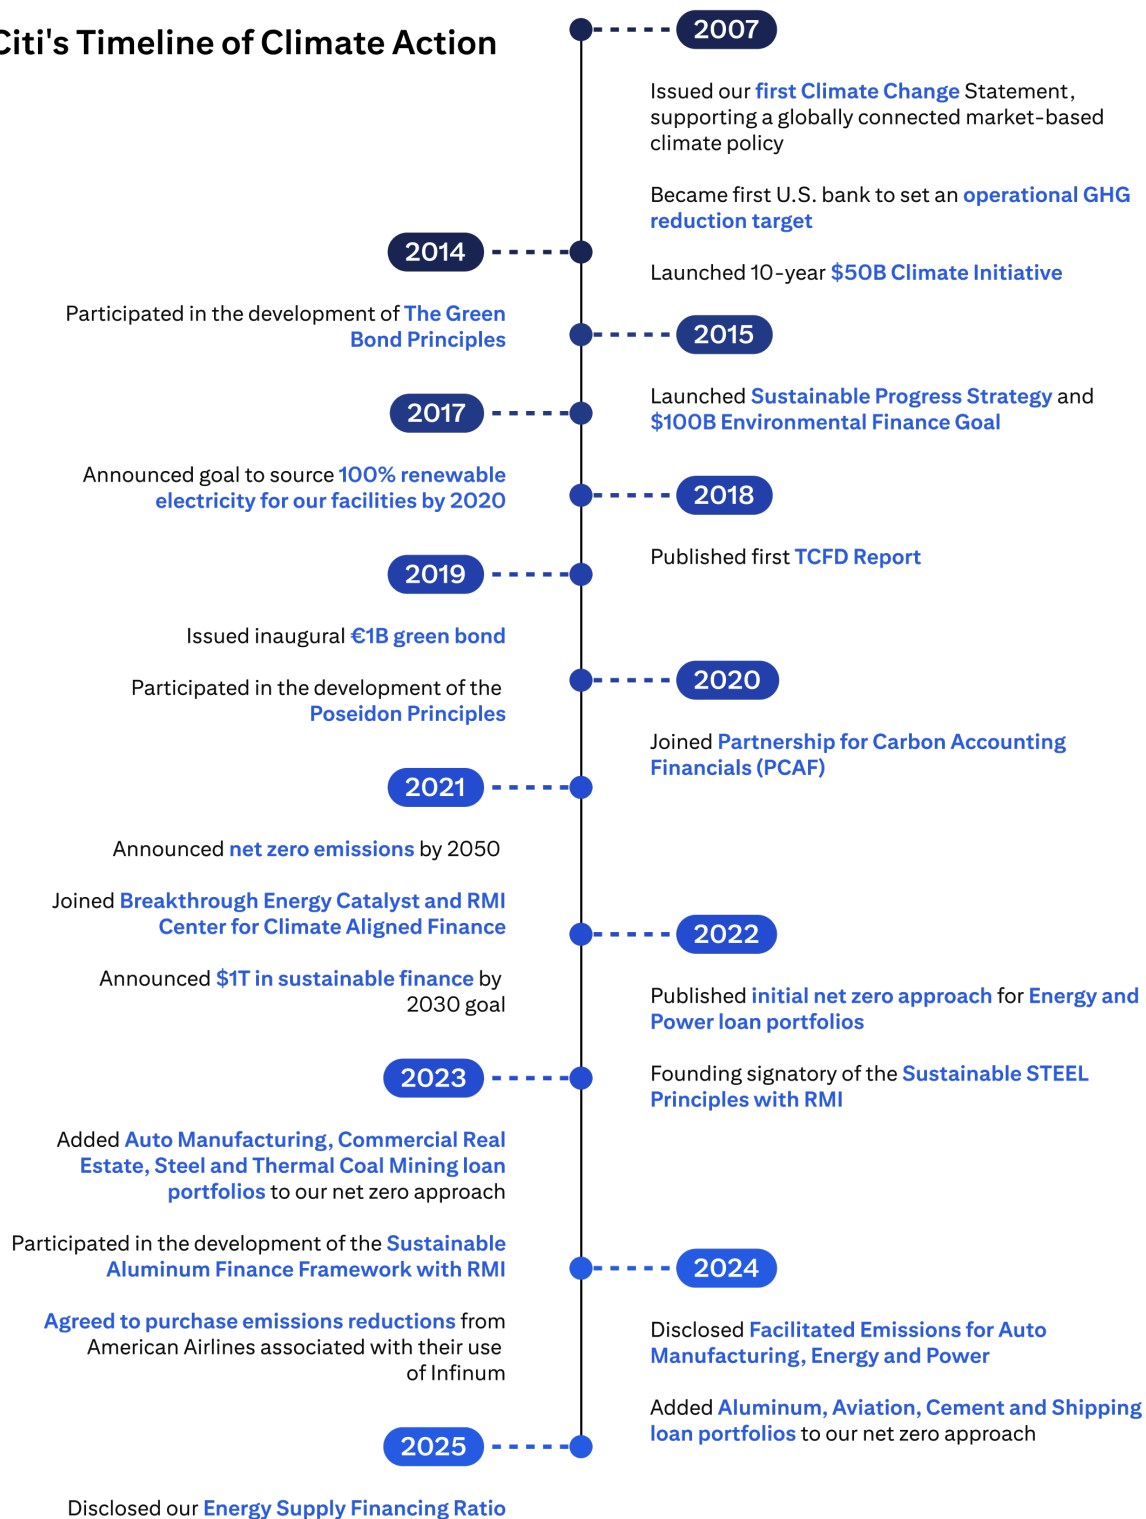 Citi's Timeline of Climate Action
2007
Issued our first Climate Change Statement,
supporting a globally connected market-based
climate policy
Became first U.S. bank to set an operational GHG
reduction target
Launched 10-year $50B Climate Initiative
2014
Participated in the development of The Green
Bond Principles
2015
Launched Sustainable Progress Strategy and
$100B Environmental Finance Goal
2017
Announced goal to source 100% renewable
electricity for our facilities by 2020
2018
Published first TCFD Report
2019
Issued inaugural €1B green bond
Participated in the development of the
Poseidon Principles
2020
Joined Partnership for Carbon Accounting
Financials (PCAF)
2021
Announced net zero emissions by 2050
Joined Breakthrough Energy Catalyst and RMI
Center for Climate Aligned Finance
Announced $1T in sustainable finance by
2030 goal
2022
Published initial net zero approach for Energy and
Power loan portfolios
Founding signatory of the Sustainable STEEL
Principles with RMI
2023
Added Auto Manufacturing, Commercial Real
Estate, Steel and Thermal Coal Mining loan
portfolios to our net zero approach
Participated in the development of the Sustainable
Aluminum Finance Framework with RMI
Agreed to purchase emissions reductions from
American Airlines associated with their use
of Infinum
2024
Disclosed Facilitated Emissions for Auto
Manufacturing, Energy and Power
Added Aluminum, Aviation, Cement and Shipping
loan portfolios to our net zero approach
2025
Disclosed our Energy Supply Financing Ratio